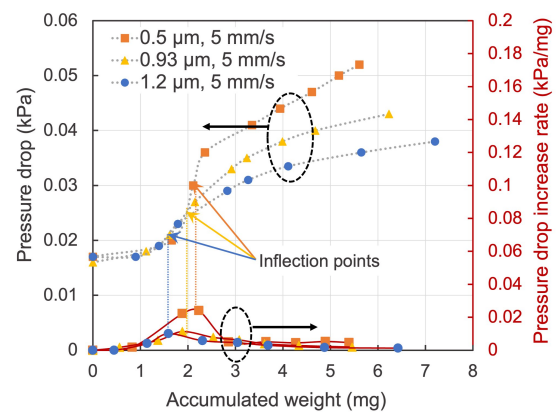 0.5 µm, 5 mm/s
0.93 µm, 5 mm/s
1.2 µm, 5 mm/s
Pressure drop (kPa)
0.06
0.05
0.04
0.03
0.02
0.01
0
Pressure drop increase rate (kPa/mg)
0.2
0.18
0.16
0.14
0.12
0.1
0.08
0.06
0.04
0.02
0
Inflection points
0 1 2 3 4 5 6 7 8
Accumulated weight (mg)